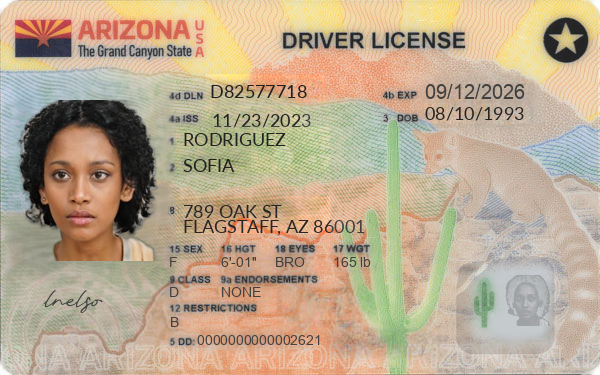 ARIZONA USA
The Grand Canyon State
DRIVER LICENSE
4d DLN D82577718 4b EXP 09/12/2026
4a ISS 11/23/2023 3 DOB 08/10/1993
1 RODRIGUEZ
2 SOFIA
8 789 OAK ST
FLAGSTAFF, AZ 86001
15 SEX 16 HGT 18 EYES 17 WGT
F 6'-01" BRO 165 lb
9 CLASS 9a ENDORSEMENTS
D NONE
12 RESTRICTIONS
B
lnelso
5 DD: 0000000000002621
ARIZONA ARIZONA ARIZONA ARIZONA